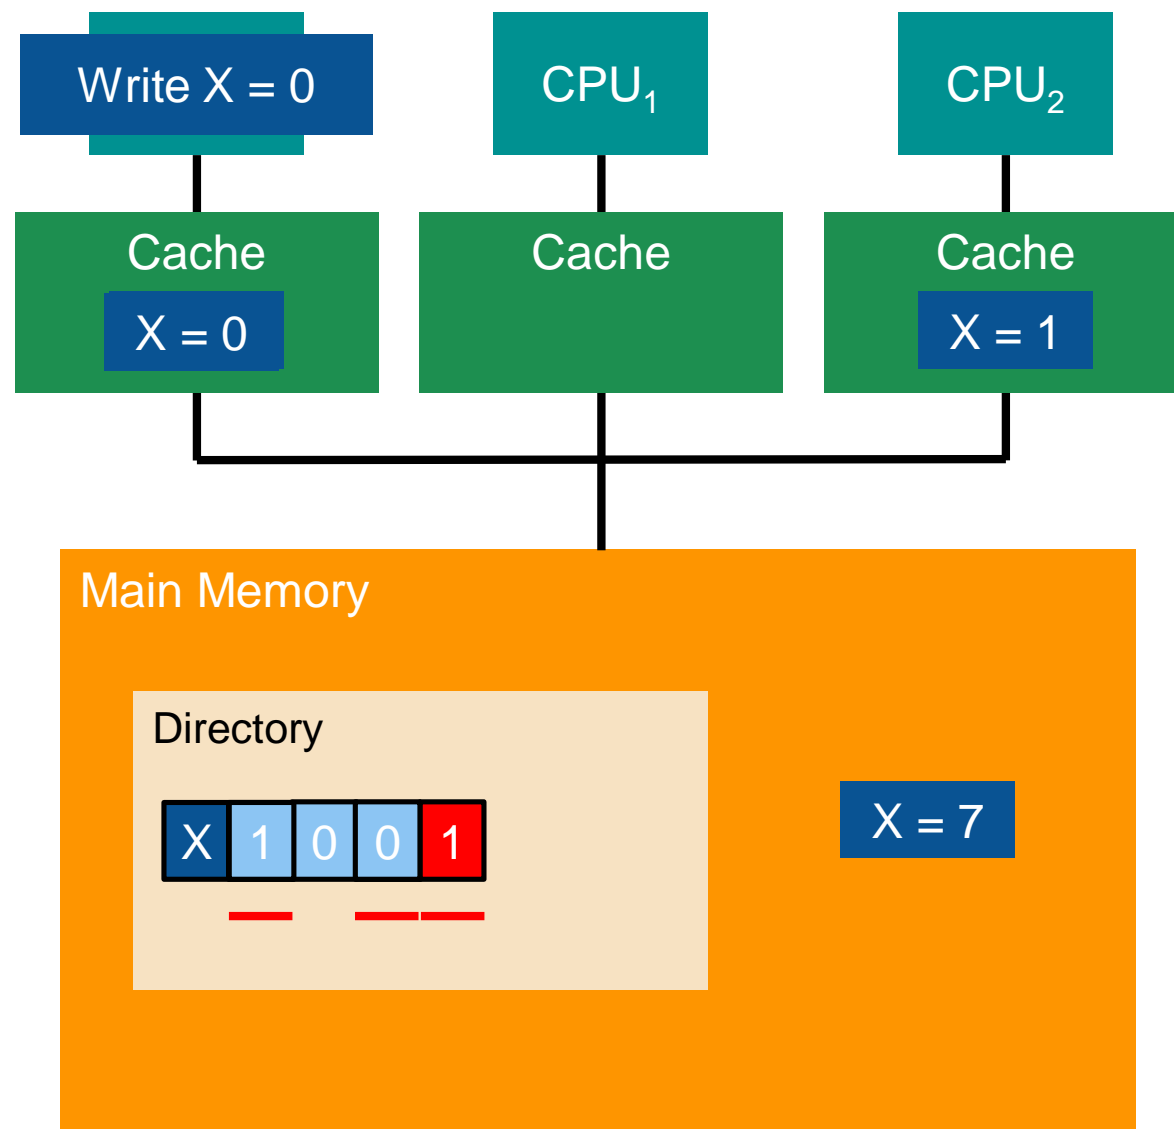 Write X = 0
CPU₁
CPU₂
Cache
Cache
Cache
X = 0
X = 1
Main Memory
Directory
X 1 0 0 1
X = 7